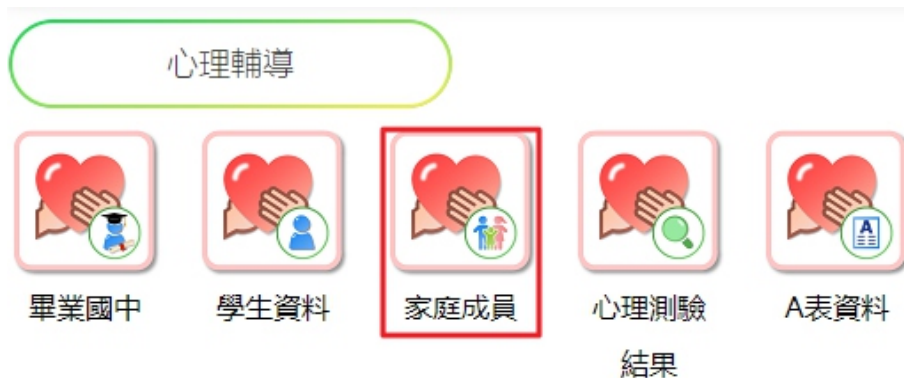 心理輔導
畢業國中
學生資料
家庭成員
心理測驗
結果
A
A表資料